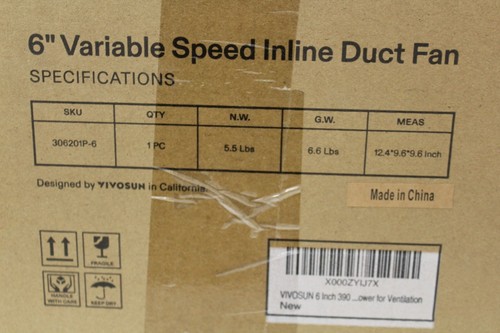 6" Variable Speed Inline Duct Fan
SPECIFICATIONS
SKU QTY N.W. G.W. MEAS
306201P-6 1 PC 5.5 Lbs 6.6 Lbs 12.4*9.6*9.6 Inch
Designed by VIVOSUN in California.
Made in China
FRAGILE
HANDLE
WITH CARE
KEEP DRY
X000ZYIJ7X
VIVOSUN 6 Inch 390 ...ower for Ventilation
New